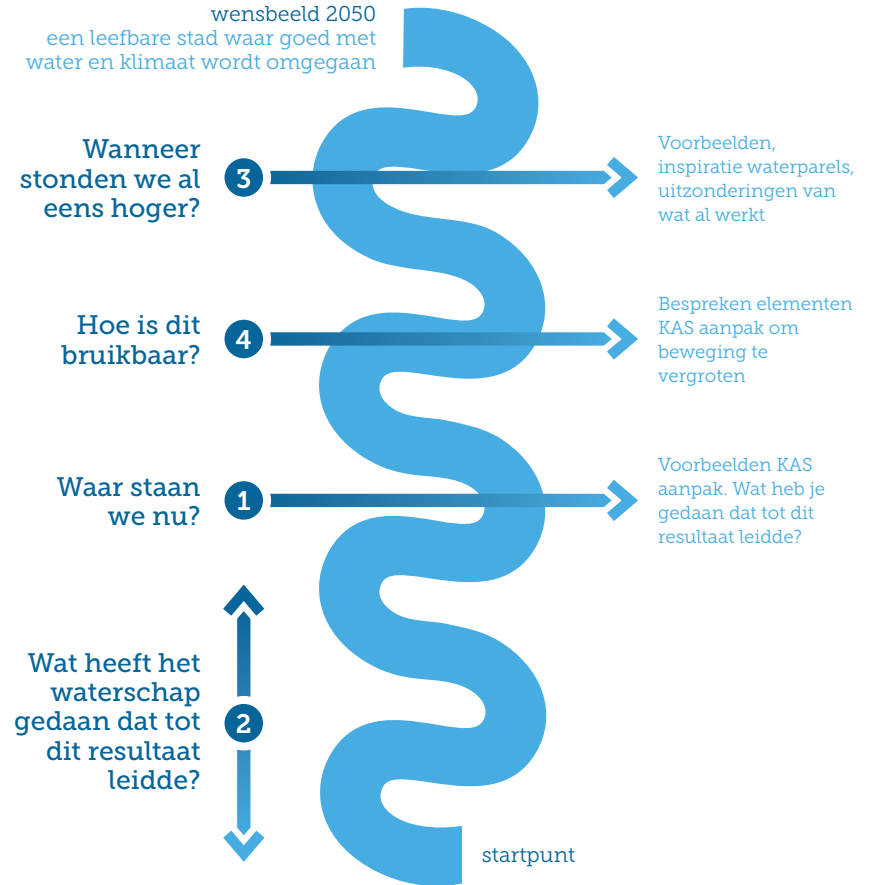 wensbeeld 2050
een leefbare stad waar goed met
water en klimaat wordt omgegaan
Wanneer
stonden we al
eens hoger?
3
Voorbeelden,
inspiratie waterparels,
uitzonderingen van
wat al werkt
Hoe is dit
bruikbaar?
4
Bespreken elementen
KAS aanpak om
beweging te
vergroten
Waar staan
we nu?
1
Voorbeelden KAS
aanpak. Wat heb je
gedaan dat tot dit
resultaat leidde?
Wat heeft het
waterschap
gedaan dat tot
dit resultaat
leidde?
2
startpunt